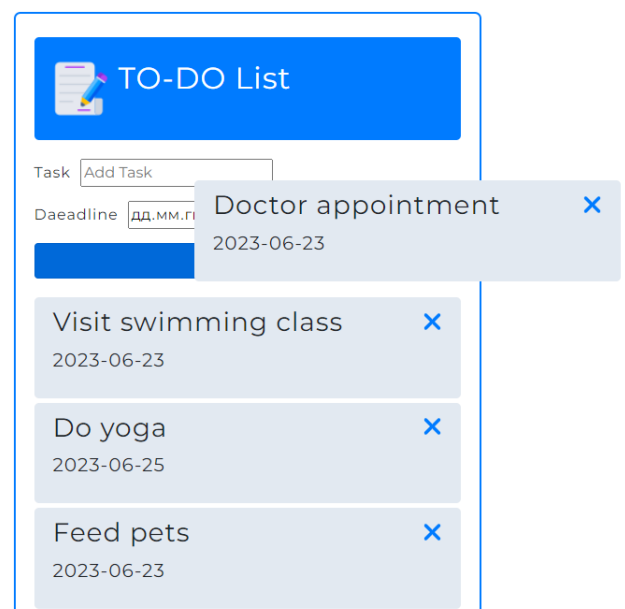 TO-DO List
Task Add Task
Daeadline дд.мм.гг
Doctor appointment
2023-06-23
Visit swimming class
2023-06-23
Do yoga
2023-06-25
Feed pets
2023-06-23